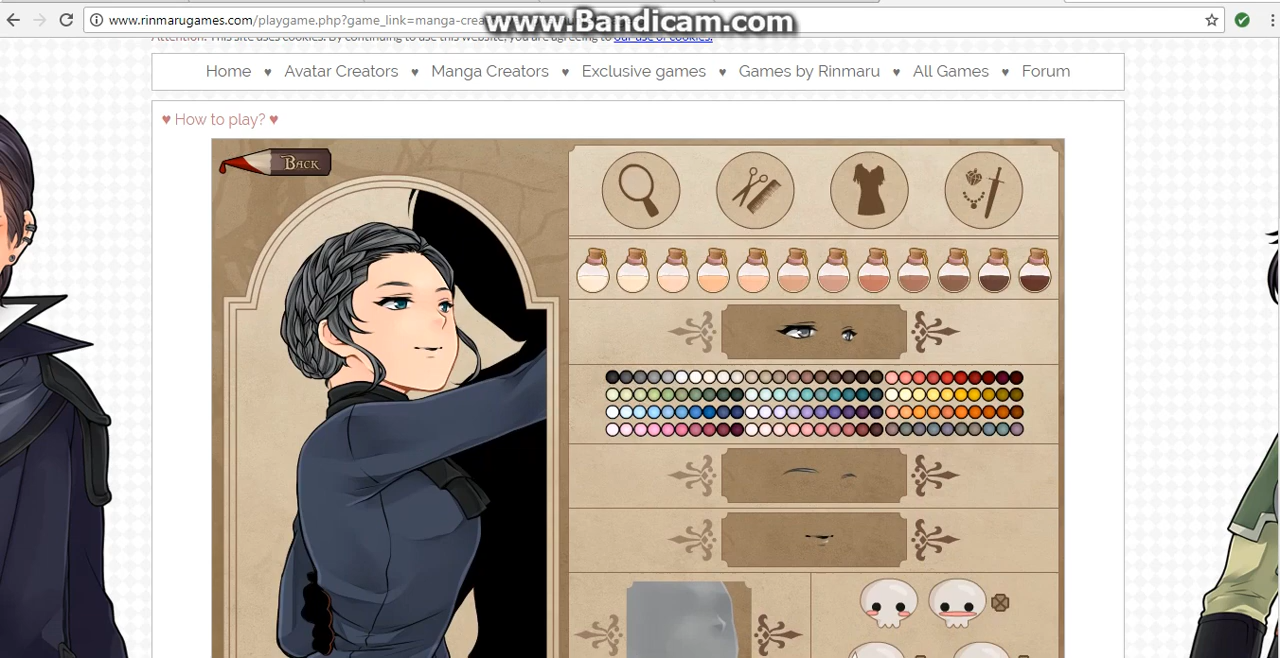 www.Bandicam.com
www.rinmarugames.com/playgame.php?game_link=manga-crea
Attention: This site uses cookies. By continuing to use this website, you are agreeing to our use of cookies.
Home ♥ Avatar Creators ♥ Manga Creators ♥ Exclusive games ♥ Games by Rinmaru ♥ All Games ♥ Forum
♥ How to play? ♥
Back